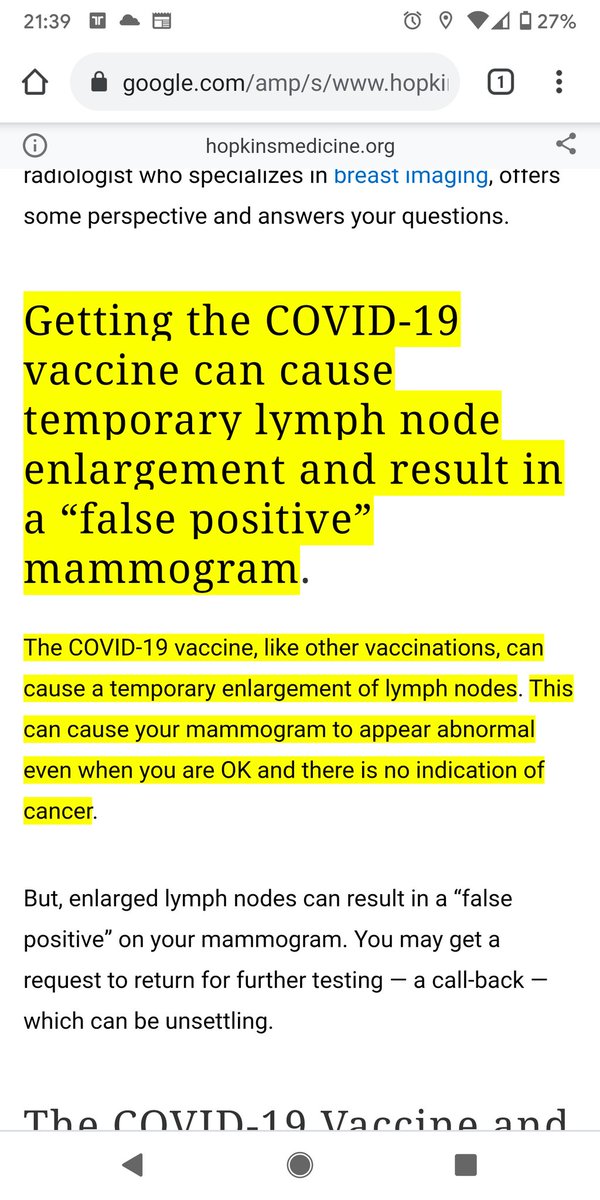 21:39
27%
google.com/amp/s/www.hopki
1
hopkinsmedicine.org
radiologist who specializes in breast imaging, offers
some perspective and answers your questions.
Getting the COVID-19
vaccine can cause
temporary lymph node
enlargement and result in
a “false positive”
mammogram.
The COVID-19 vaccine, like other vaccinations, can
cause a temporary enlargement of lymph nodes. This
can cause your mammogram to appear abnormal
even when you are OK and there is no indication of
cancer.
But, enlarged lymph nodes can result in a “false
positive” on your mammogram. You may get a
request to return for further testing — a call-back —
which can be unsettling.
The COVID-19 Vaccine and